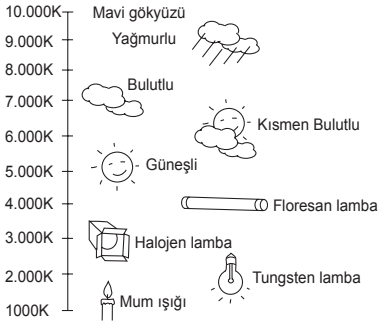 10.000K
Mavi gökyüzü
9.000K
Yağmurlu
8.000K
Bulutlu
7.000K
6.000K
Kısmen Bulutlu
5.000K
Güneşli
4.000K
Floresan lamba
3.000K
Halojen lamba
2.000K
Tungsten lamba
1000K
Mum ışığı